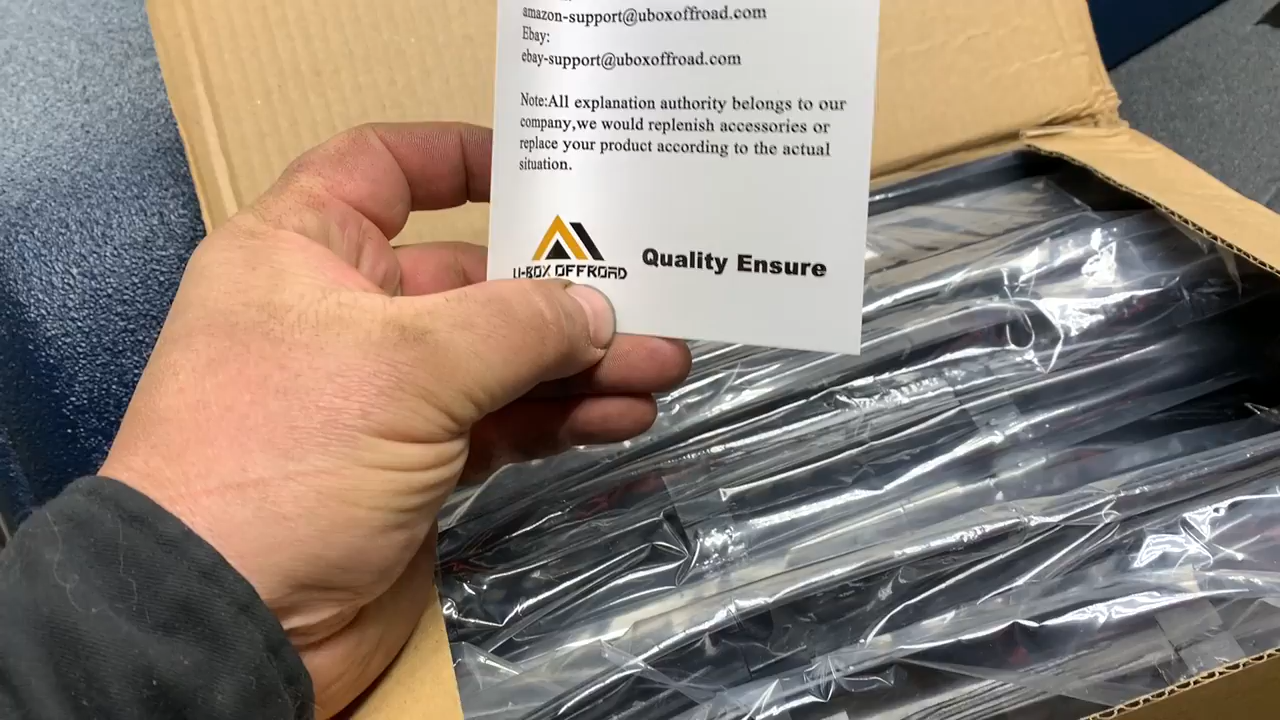 amazon-support@uboxoffroad.com
Ebay:
ebay-support@uboxoffroad.com
Note:All explanation authority belongs to our
company,we would replenish accessories or
replace your product according to the actual
situation.
U-BOX OFFROAD
Quality Ensure